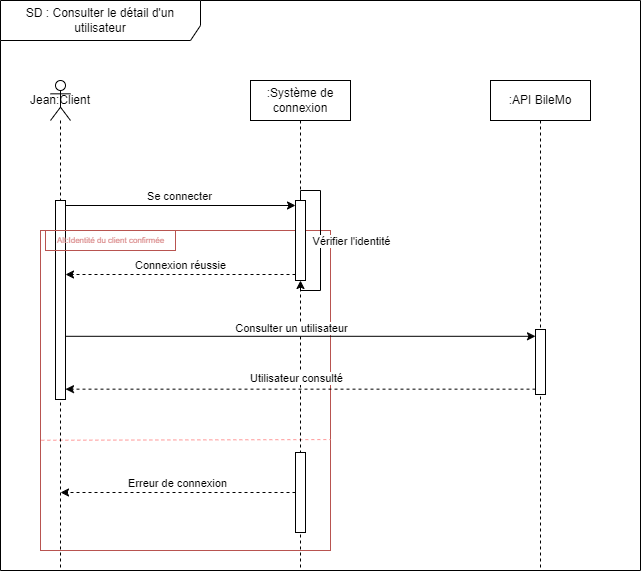 SD : Consulter le détail d'un
utilisateur
Jean:Client
:Système de
connexion
:API BileMo
Se connecter
Alt:Identité du client confirmée
Vérifier l'identité
Connexion réussie
Consulter un utilisateur
Utilisateur consulté
Erreur de connexion